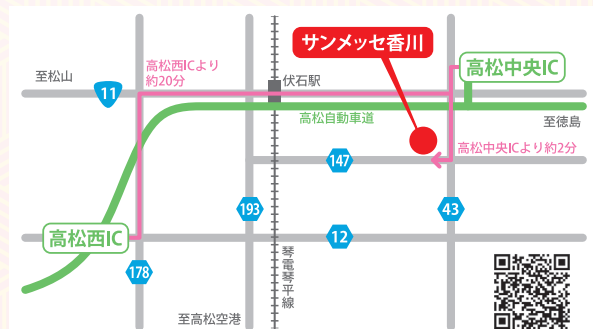 サンメッセ香川
高松西ICより
約20分
至松山
11
伏石駅
高松中央IC
高松自動車道
至徳島
147
高松中央ICより約2分
193
43
高松西IC
12
178
琴電琴平線
至高松空港